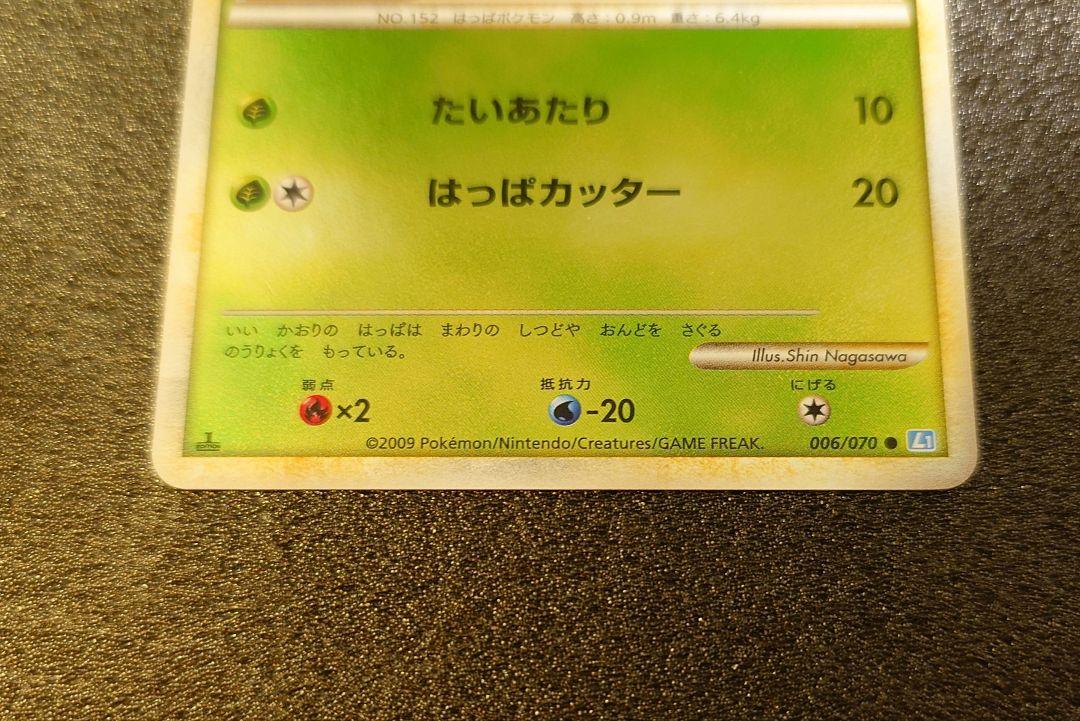 NO.152 はっぱポケモン 高さ：0.9m 重さ：6.4kg
たいあたり 10
はっぱカッター 20
いい かおりの はっぱは まわりの しつどや おんどを さぐる
のうりょくを もっている。
Illus.Shin Nagasawa
弱点 抵抗力 にげる
×2 -20
1 EDITION ©2009 Pokémon/Nintendo/Creatures/GAME FREAK. 006/070 ● L1